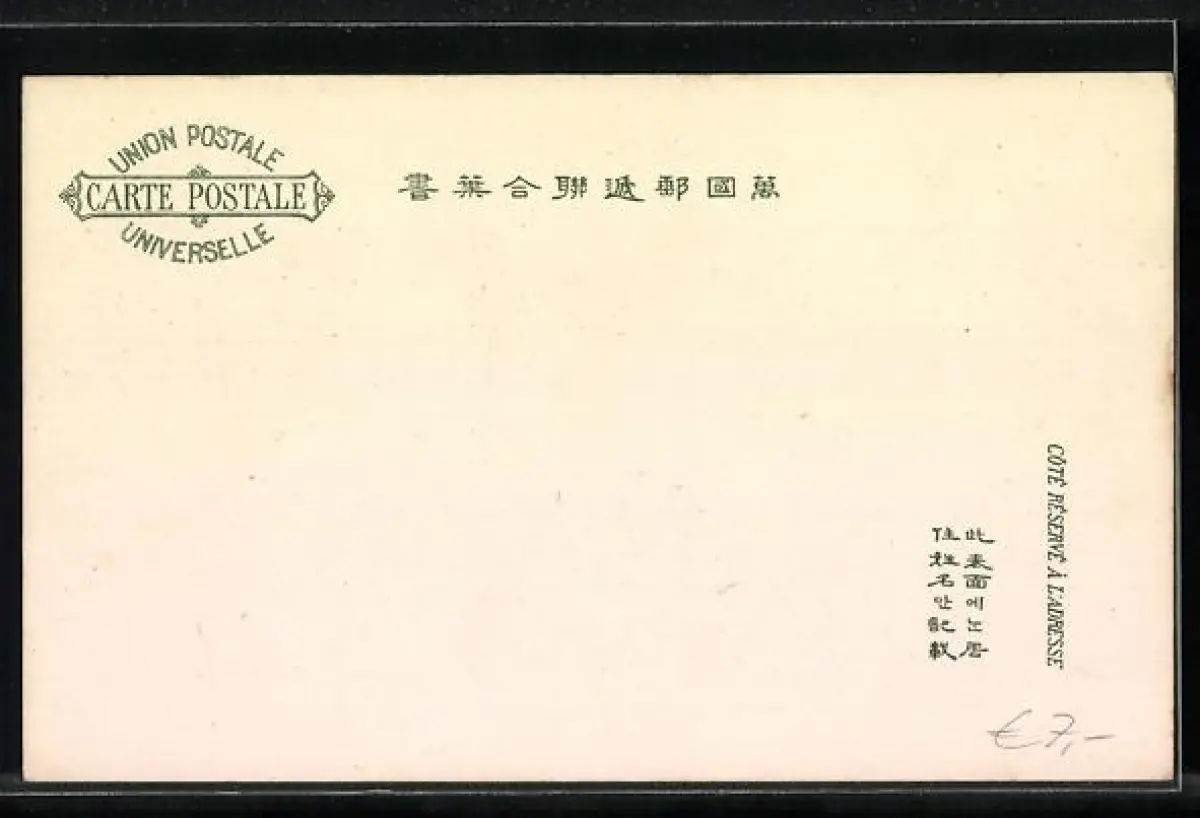 UNION POSTALE
CARTE POSTALE
UNIVERSELLE
萬國郵遞聯合葉書
CÔTÉ RÉSERVÉ À L'ADRESSE
此表面에는居
住姓名만記載
€7,-